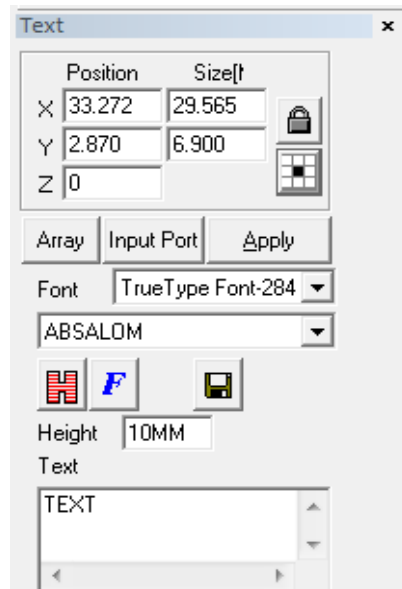 Text x
Position Size[
X 33.272 29.565
Y 2.870 6.900
Z 0
Array Input Port Apply
Font TrueType Font-284
ABSALOM
H F
Height 10MM
Text
TEXT